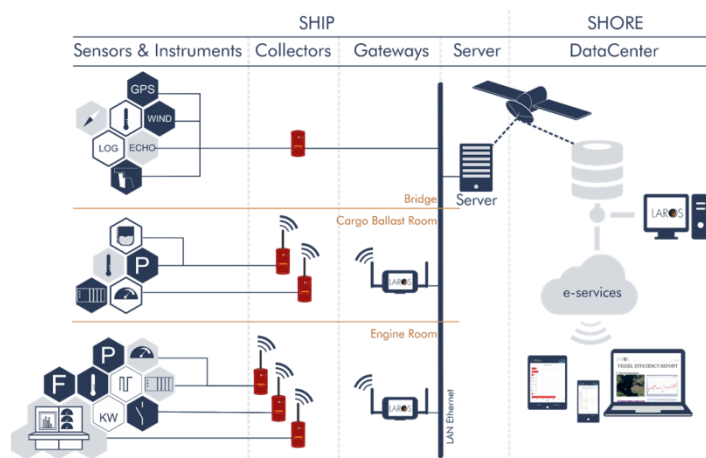 SHIP
SHORE
Sensors & Instruments
Collectors
Gateways
Server
DataCenter
GPS
WIND
LOG
ECHO
Bridge
Server
LAROS
Cargo Ballast Room
P
LAROS
e-services
Engine Room
P
F
KW
LAROS
LAN Ethernet
VESSEL EFFICIENCY REPORT